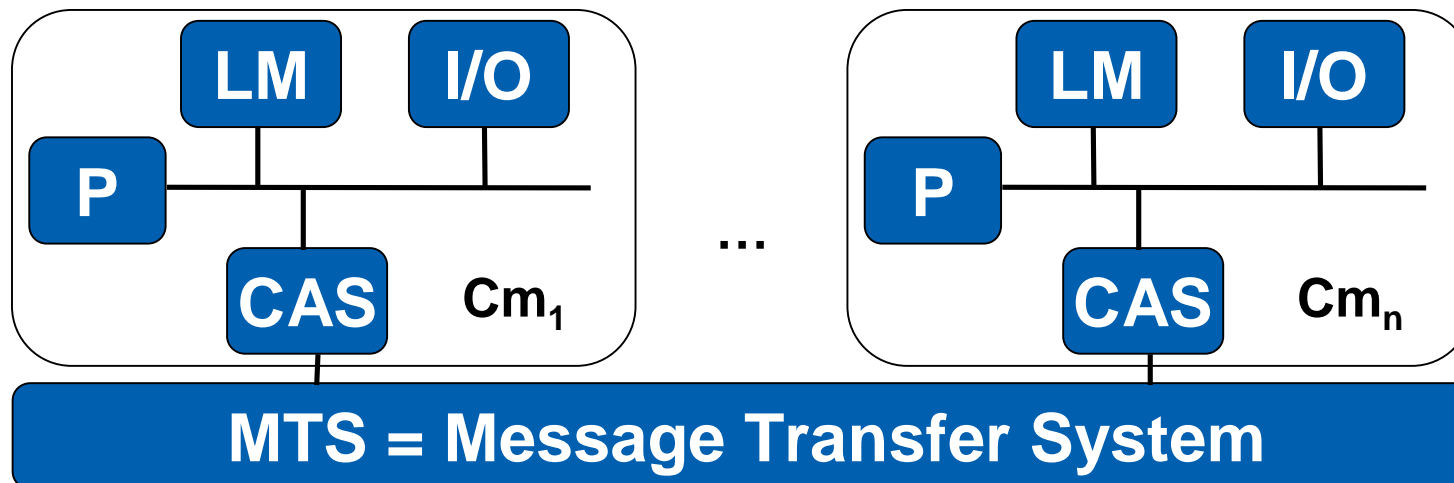 LM I/O LM I/O
P P
...
CAS Cm₁ CAS Cmₙ
MTS = Message Transfer System